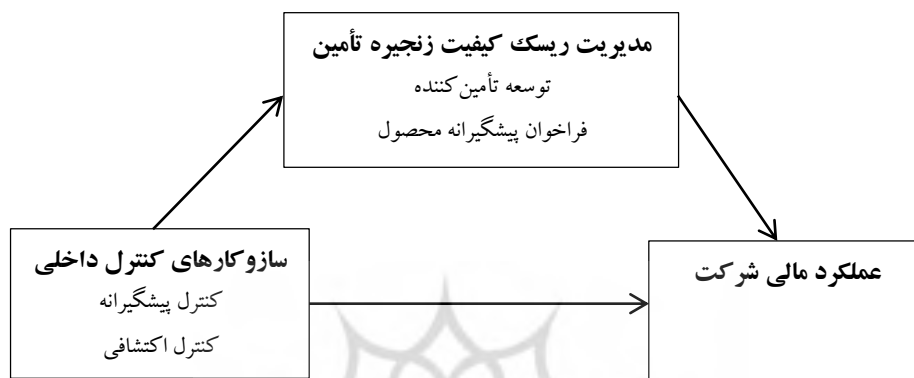 مدیریت ریسک کیفیت زنجیره تأمین
توسعه تأمین‌کننده
فراخوان پیشگیرانه محصول
سازوکارهای کنترل داخلی
کنترل پیشگیرانه
کنترل اکتشافی
عملکرد مالی شرکت